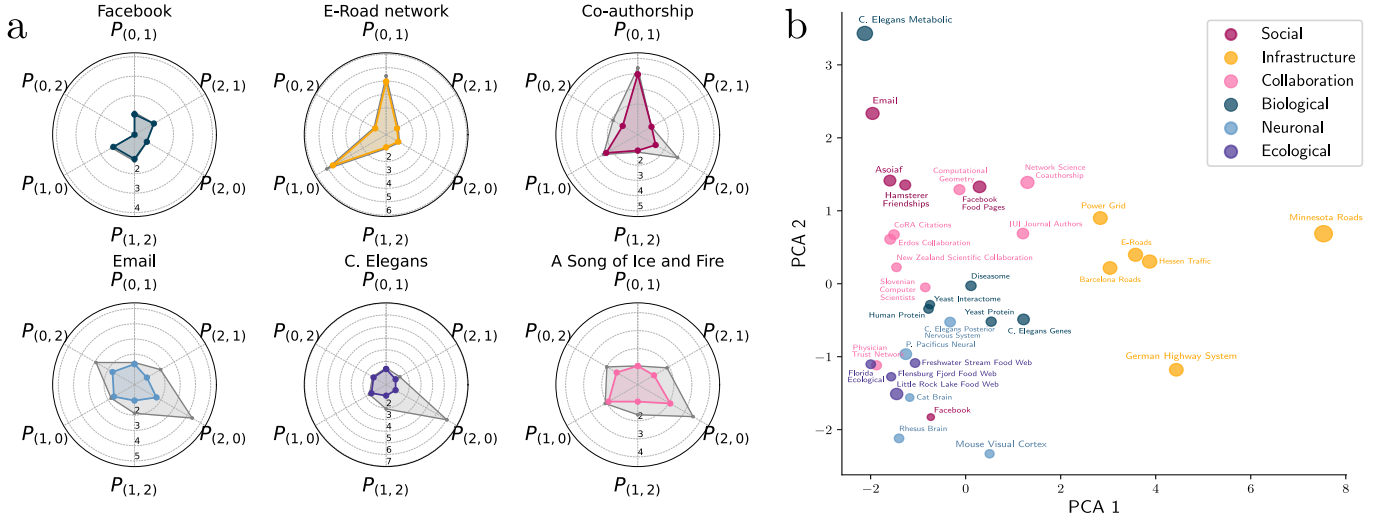 a
Facebook
P(0, 1)
P(0, 2)
P(2, 1)
P(1, 0)
P(2, 0)
P(1, 2)
2
3
4
E-Road network
P(0, 1)
P(0, 2)
P(2, 1)
P(1, 0)
P(2, 0)
P(1, 2)
2
3
4
5
6
Co-authorship
P(0, 1)
P(0, 2)
P(2, 1)
P(1, 0)
P(2, 0)
P(1, 2)
2
3
4
5
Email
P(0, 1)
P(0, 2)
P(2, 1)
P(1, 0)
P(2, 0)
P(1, 2)
2
3
4
5
C. Elegans
P(0, 1)
P(0, 2)
P(2, 1)
P(1, 0)
P(2, 0)
P(1, 2)
2
3
4
5
6
7
A Song of Ice and Fire
P(0, 1)
P(0, 2)
P(2, 1)
P(1, 0)
P(2, 0)
P(1, 2)
2
3
4
b
Social
Infrastructure
Collaboration
Biological
Neuronal
Ecological
C. Elegans Metabolic
Email
Asoiaf
Hamsterer
Friendships
Computational
Geometry
Facebook
Food Pages
Network Science
Coauthorship
Power Grid
Minnesota Roads
CoRA Citations
Erdos Collaboration
IUI Journal Authors
E-Roads
Hessen Traffic
Barcelona Roads
New Zealand Scientific Collaboration
Slovenian
Computer
Scientists
Diseasome
Yeast Interactome
Human Protein
Yeast Protein
C. Elegans Genes
C. Elegans Posterior
Nervous System
P. Pacificus Neural
Physician
Trust Network
Freshwater Stream Food Web
Florida
Ecological
Flensburg Fjord Food Web
Little Rock Lake Food Web
Cat Brain
German Highway System
Facebook
Rhesus Brain
Mouse Visual Cortex
PCA 2
3
2
1
0
−1
−2
−2
0
2
4
6
8
PCA 1